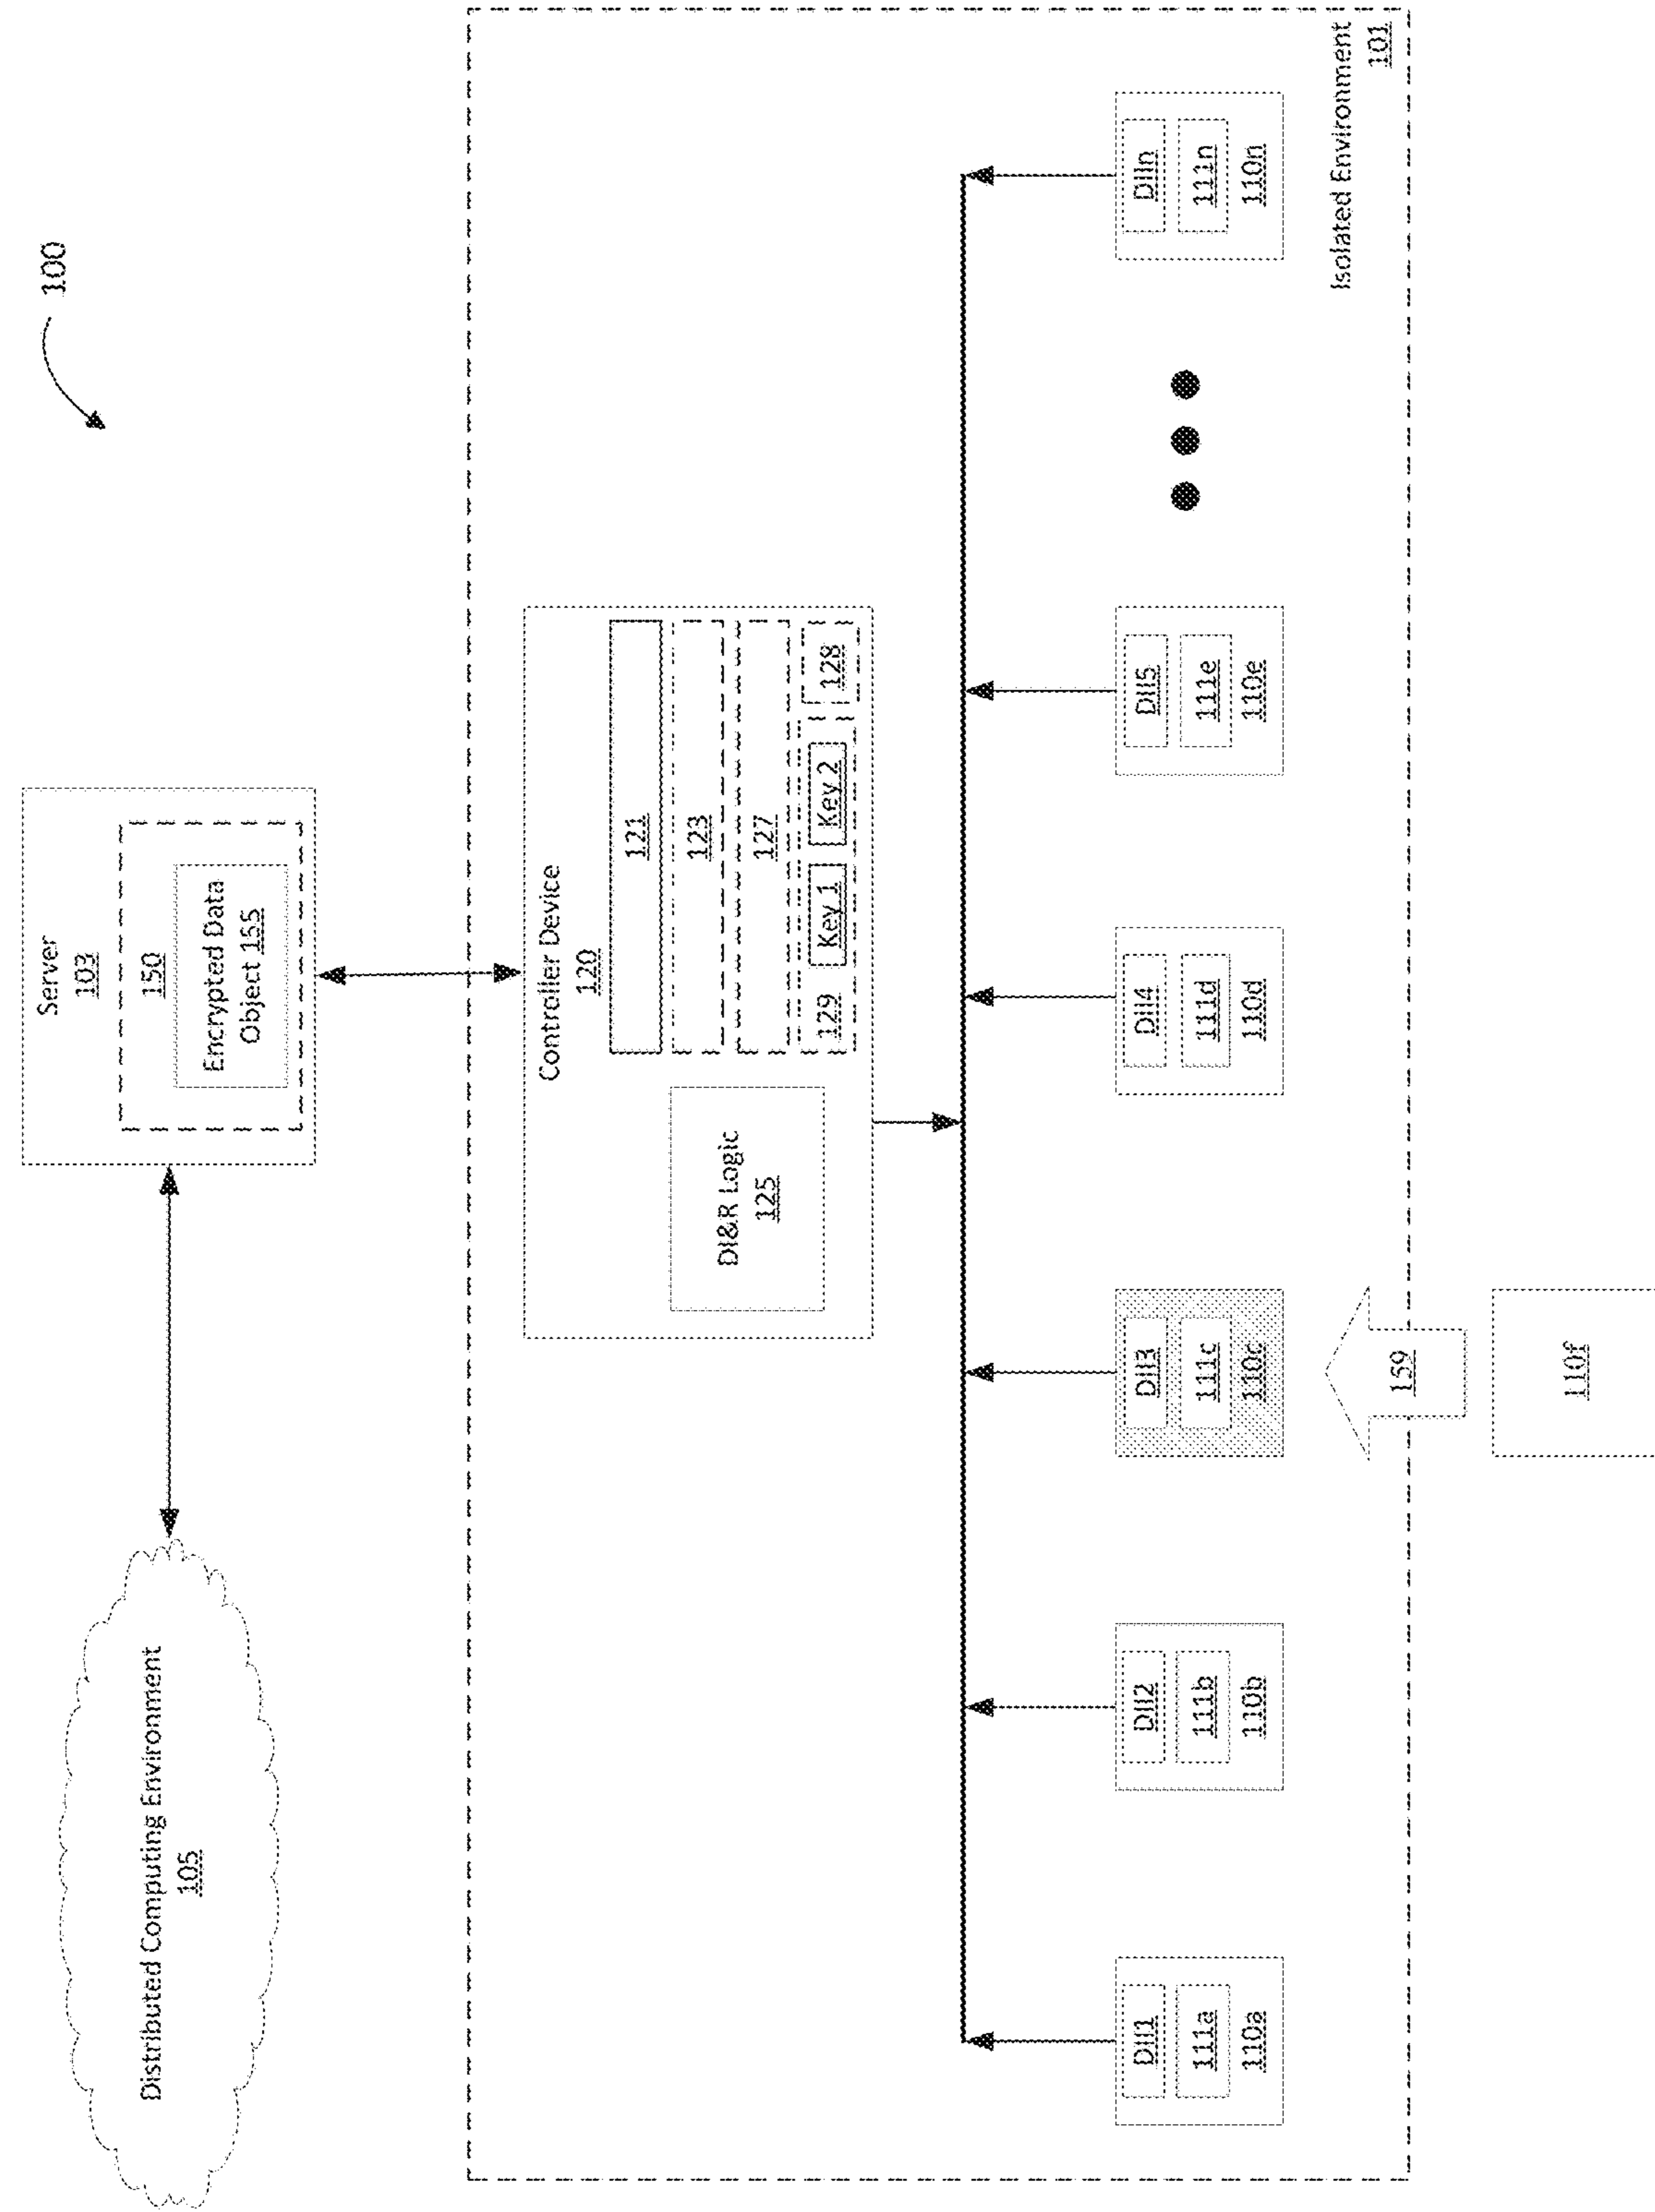 100
Distributed Computing Environment
105
Server
103
150
Encrypted Data
Object 155
Controller Device
120
DI&R Logic
125
121
123
127
129
Key 1
Key 2
128
DII1
111a
110a
DII2
111b
110b
DII3
111c
110c
DII4
111d
110d
DII5
111e
110e
DIIn
111n
110n
Isolated Environment
101
159
110f